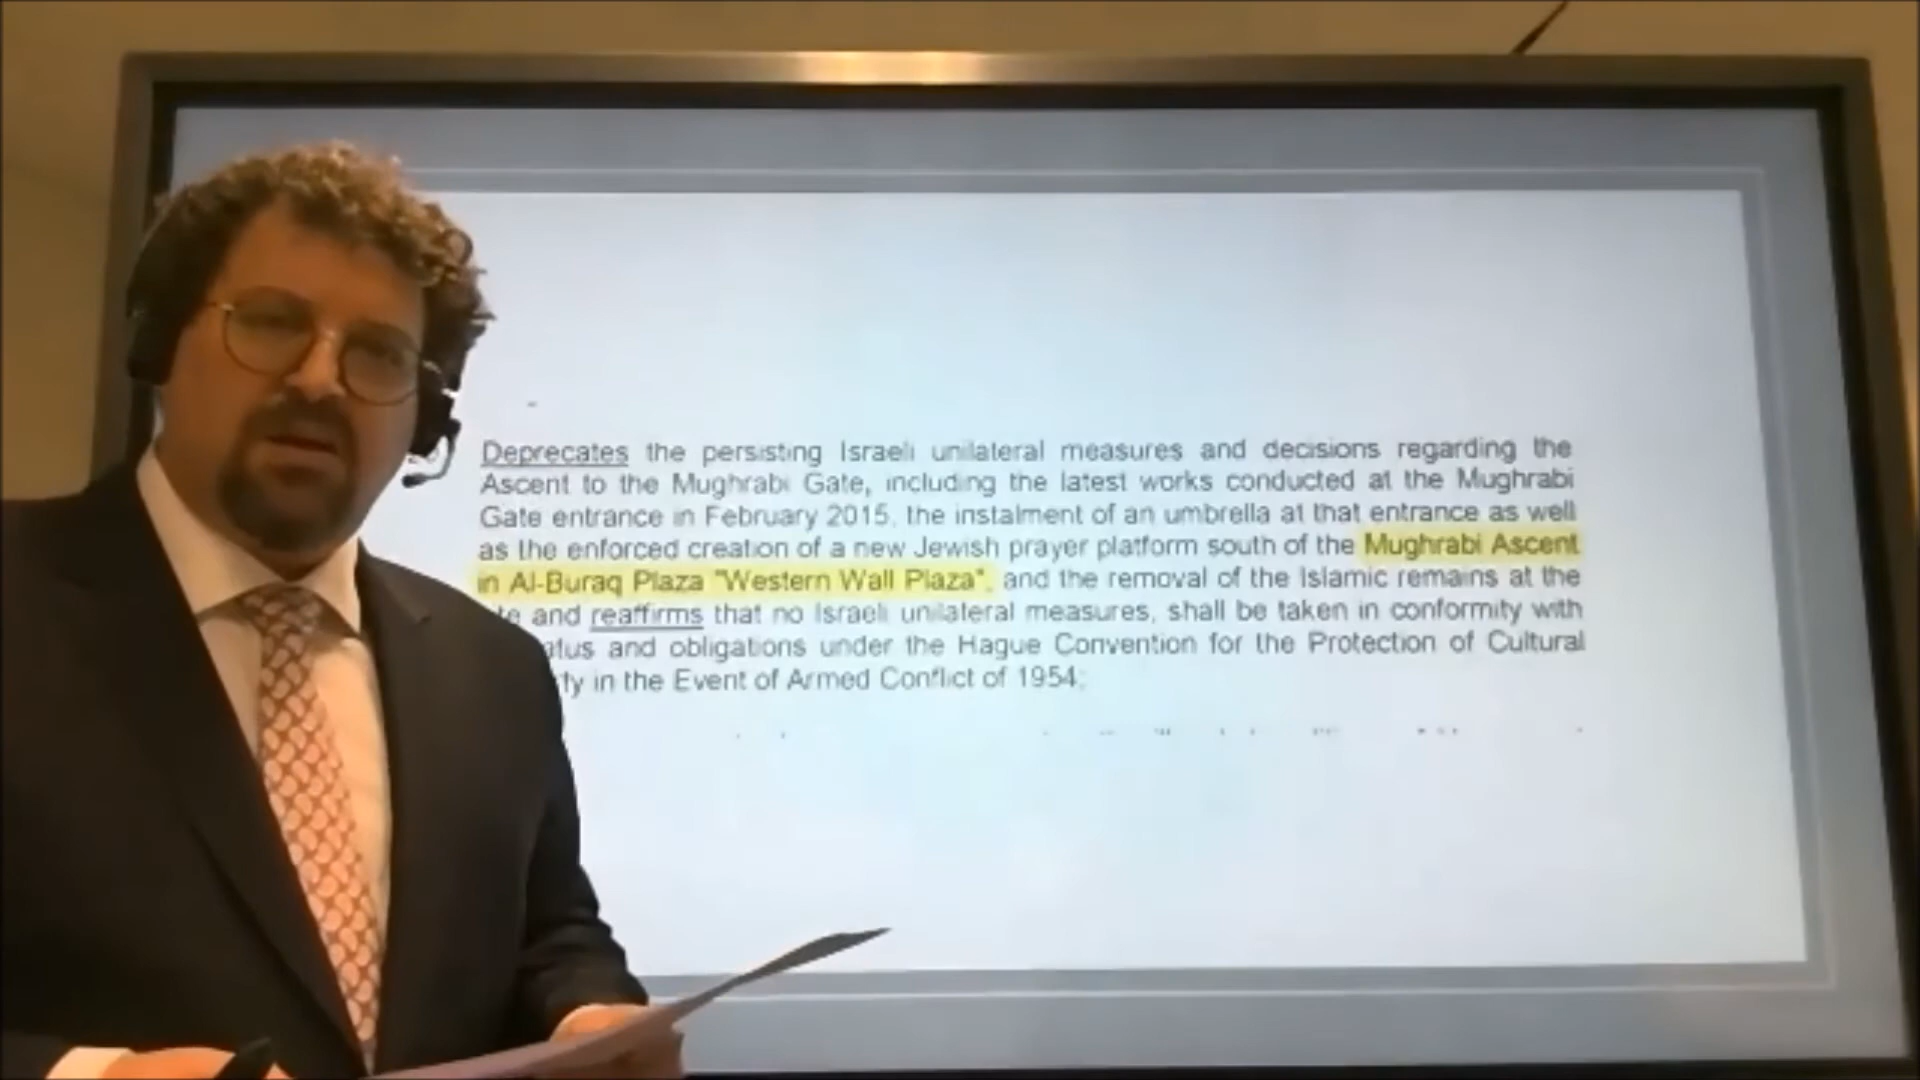 Deprecates the persisting Israeli unilateral measures and decisions regarding the
Ascent to the Mughrabi Gate, including the latest works conducted at the Mughrabi
Gate entrance in February 2015, the instalment of an umbrella at that entrance as well
as the enforced creation of a new Jewish prayer platform south of the Mughrabi Ascent
in Al-Buraq Plaza "Western Wall Plaza", and the removal of the Islamic remains at the
and reaffirms that no Israeli unilateral measures, shall be taken in conformity with
and obligations under the Hague Convention for the Protection of Cultural
in the Event of Armed Conflict of 1954;